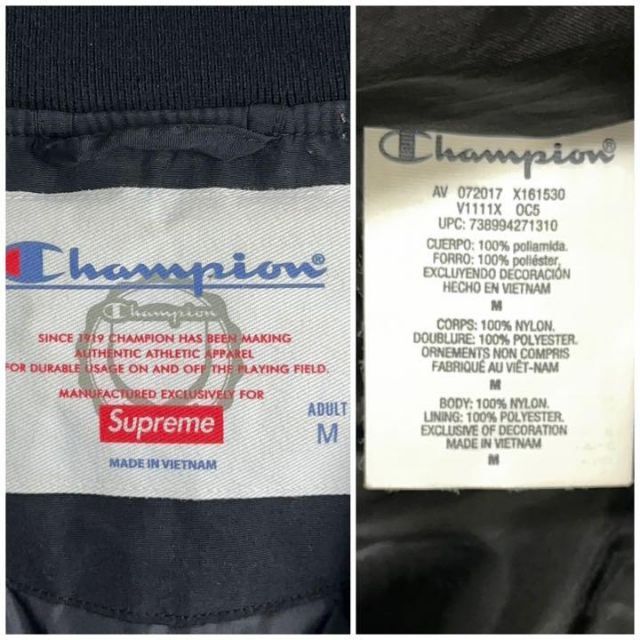 Champion®
Champion
SINCE 1919 CHAMPION HAS BEEN MAKING
AUTHENTIC ATHLETIC APPAREL
FOR DURABLE USAGE ON AND OFF THE PLAYING FIELD.
MANUFACTURED EXCLUSIVELY FOR
Supreme
ADULT
M
MADE IN VIETNAM
Champion®
AV 072017 X161530
V1111X OC5
UPC: 738994271310
CUERPO: 100% poliamida.
FORRO: 100% poliéster.
EXCLUYENDO DECORACIÓN
HECHO EN VIETNAM
M
CORPS: 100% NYLON.
DOUBLURE: 100% POLYESTER.
ORNEMENTS NON COMPRIS
FABRIQUÉ AU VIÊT-NAM
M
BODY: 100% NYLON.
LINING: 100% POLYESTER.
EXCLUSIVE OF DECORATION
MADE IN VIETNAM
M